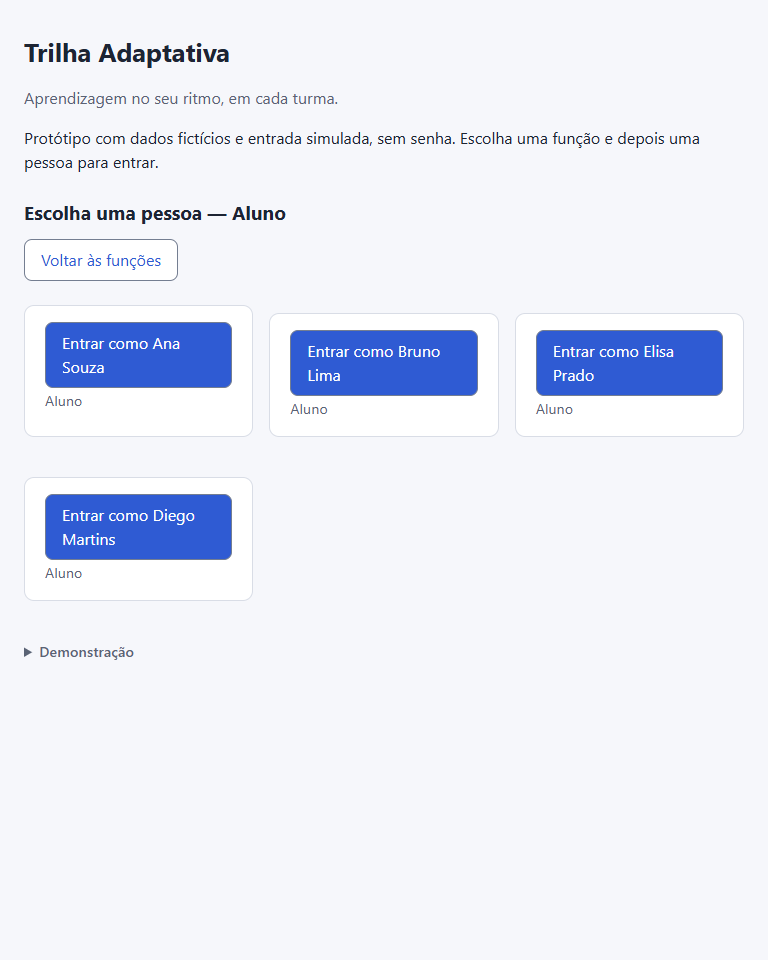 Trilha Adaptativa
Aprendizagem no seu ritmo, em cada turma.
Protótipo com dados fictícios e entrada simulada, sem senha. Escolha uma função e depois uma
pessoa para entrar.
Escolha uma pessoa — Aluno
Voltar às funções
Entrar como Ana
Souza
Aluno
Entrar como Bruno
Lima
Aluno
Entrar como Elisa
Prado
Aluno
Entrar como Diego
Martins
Aluno
Demonstração